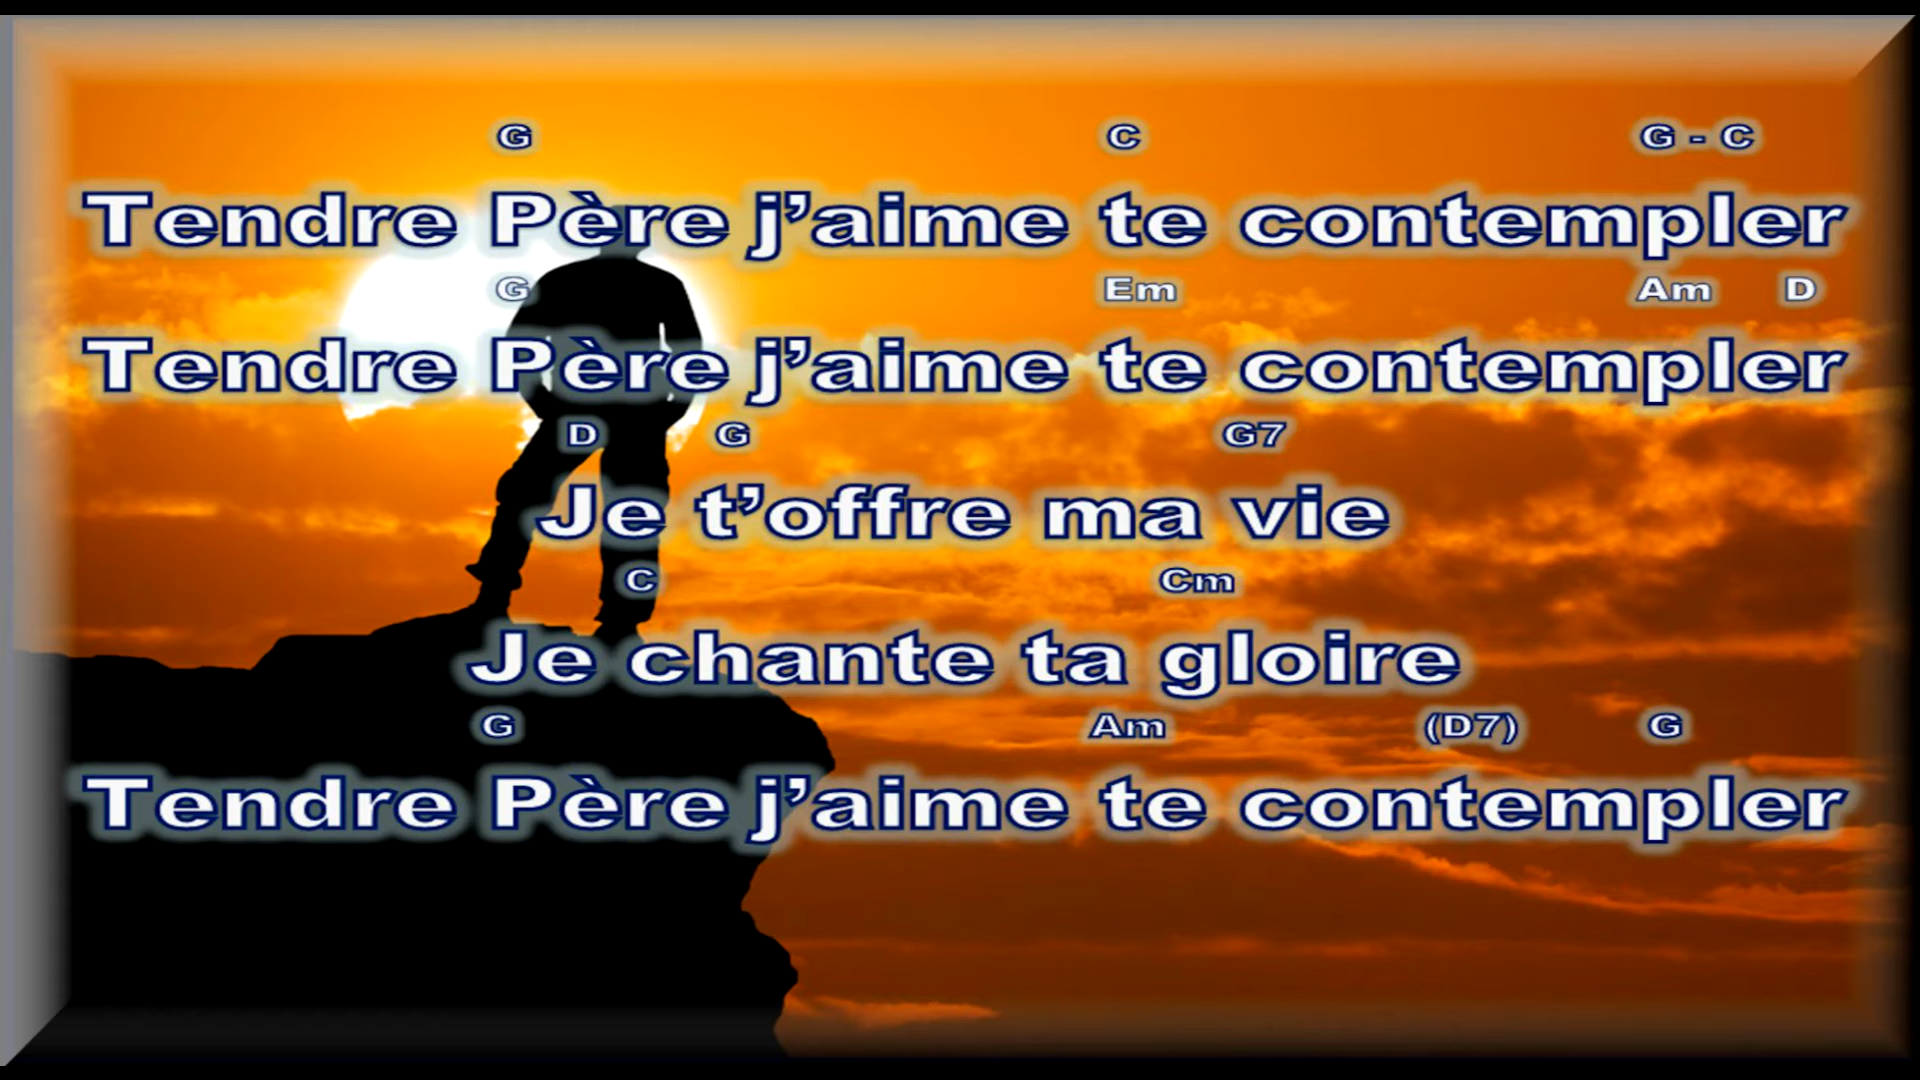 G C G - C
Tendre Père j’aime te contempler
G Em Am D
Tendre Père j’aime te contempler
D G G7
Je t’offre ma vie
C Cm
Je chante ta gloire
G Am (D7) G
Tendre Père j’aime te contempler